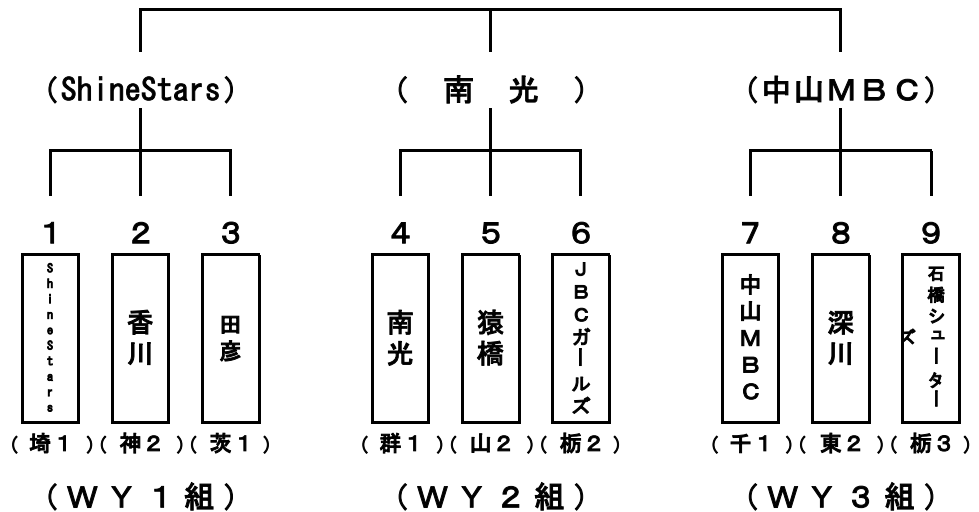 (ShineStars)
(南光)
(中山ＭＢＣ)
1 2 3
4 5 6
7 8 9
ShineStars
香川
田彦
南光
猿橋
ＪＢＣガールズ
中山ＭＢＣ
深川
石橋シューターズ
(埼１)(神２)(茨１)
(群１)(山２)(栃２)
(千１)(東２)(栃３)
(ＷＹ１組)
(ＷＹ２組)
(ＷＹ３組)